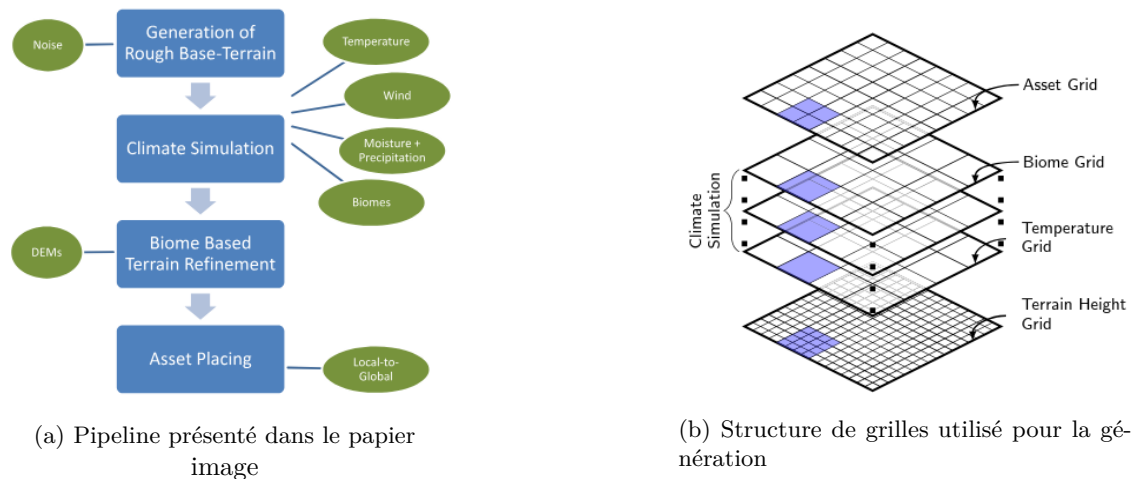 Noise
Generation of
Rough Base-Terrain
Temperature
Wind
Climate Simulation
Moisture +
Precipitation
Biomes
DEMs
Biome Based
Terrain Refinement
Asset Placing
Local-to-
Global
(a) Pipeline présenté dans le papier
image
Asset Grid
Biome Grid
Climate
Simulation
Temperature
Grid
Terrain Height
Grid
(b) Structure de grilles utilisé pour la gé-
nération